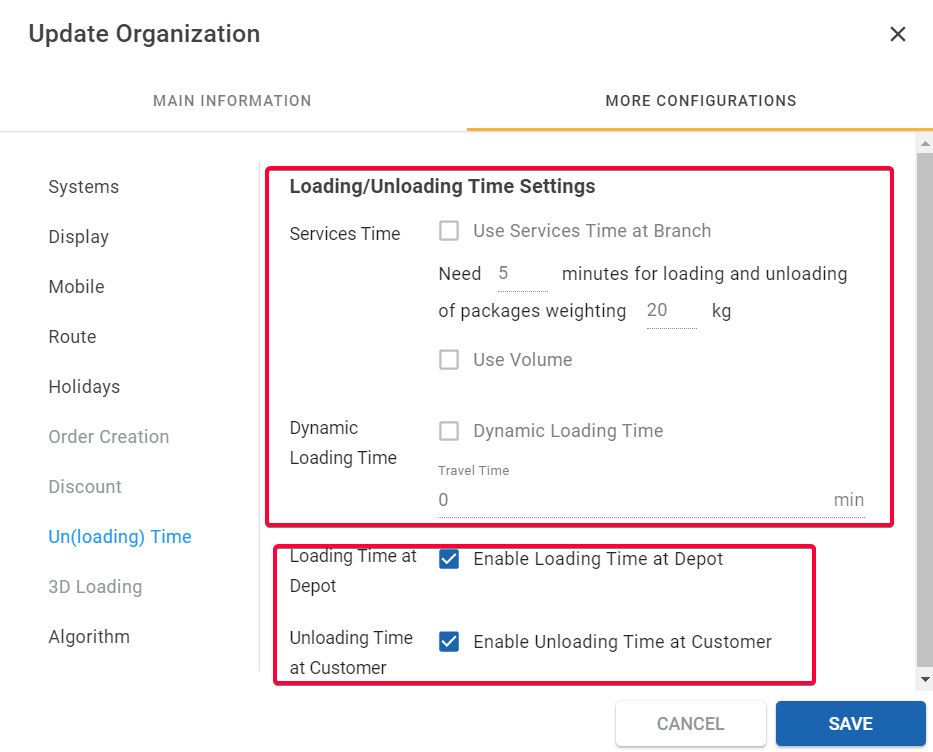 Update Organization
MAIN INFORMATION
MORE CONFIGURATIONS
Systems
Display
Mobile
Route
Holidays
Order Creation
Discount
Un(loading) Time
3D Loading
Algorithm
Loading/Unloading Time Settings
Services Time
Use Services Time at Branch
Need 5 minutes for loading and unloading
of packages weighting 20 kg
Use Volume
Dynamic
Loading Time
Dynamic Loading Time
Travel Time
0 min
Loading Time at
Depot
Enable Loading Time at Depot
Unloading Time
at Customer
Enable Unloading Time at Customer
CANCEL
SAVE